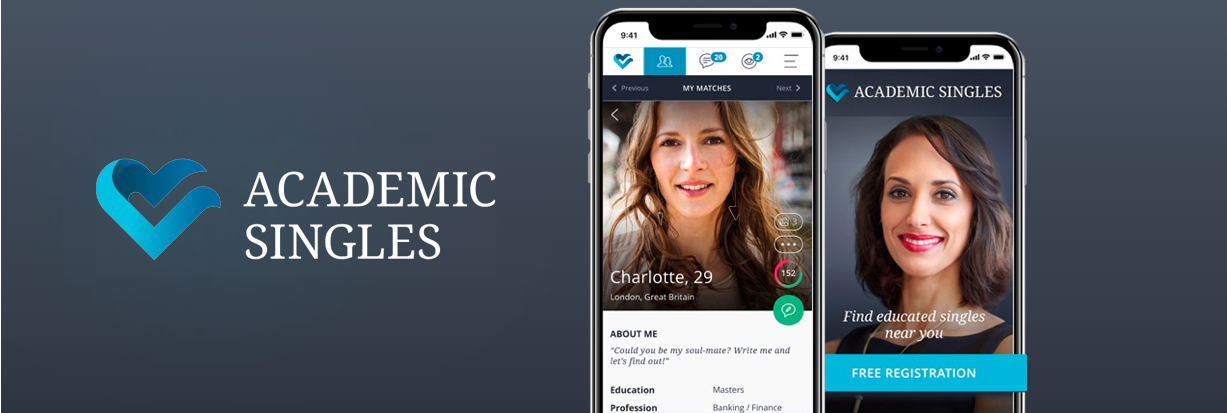 ACADEMIC
SINGLES
9:41
20
2
Previous
MY MATCHES
Next
3
152
Charlotte, 29
London, Great Britain
ABOUT ME
"Could you be my soul-mate? Write me and
let's find out!"
Education Masters
Profession Banking / Finance
9:41
ACADEMIC SINGLES
Find educated singles
near you
FREE REGISTRATION